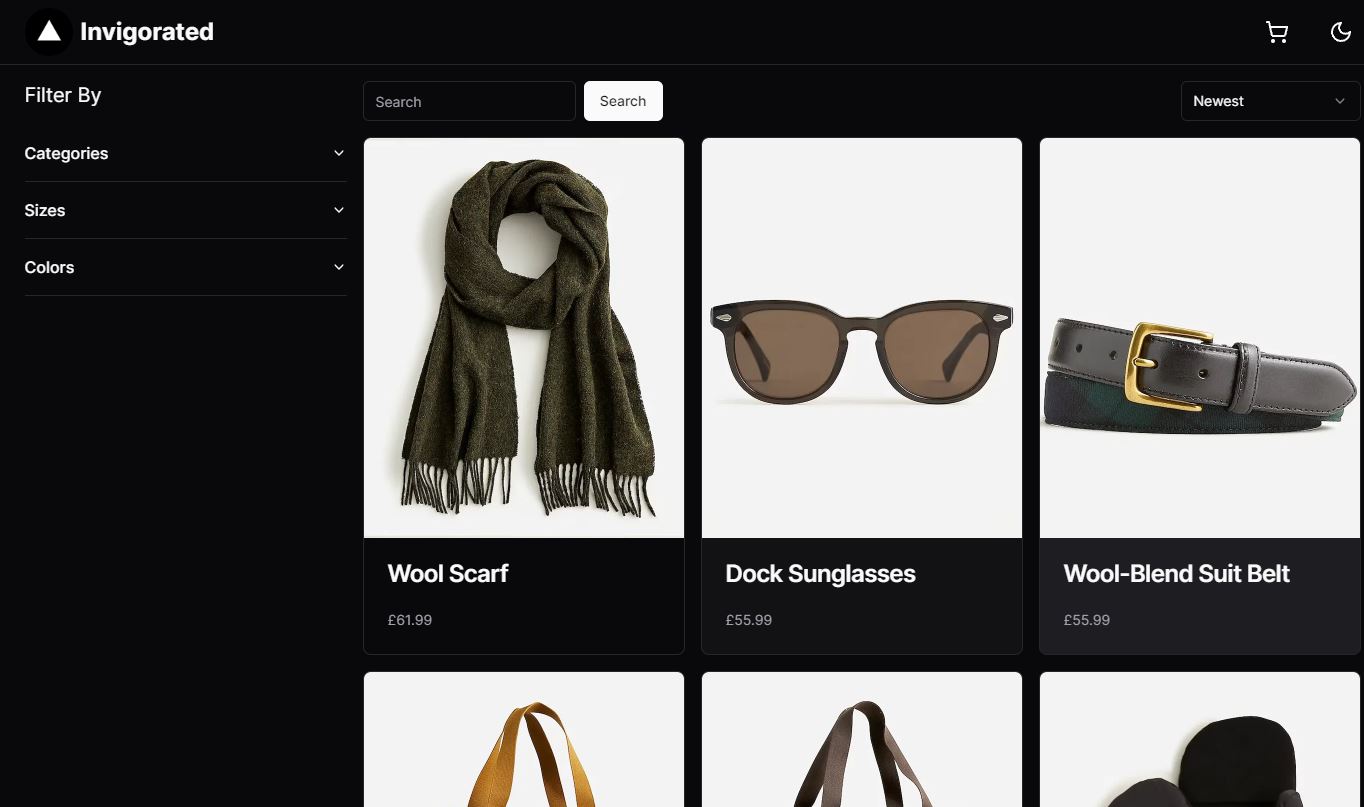 Invigorated
Filter By
Categories
Sizes
Colors
Search
Search
Newest
Wool Scarf
£61.99
Dock Sunglasses
£55.99
Wool-Blend Suit Belt
£55.99